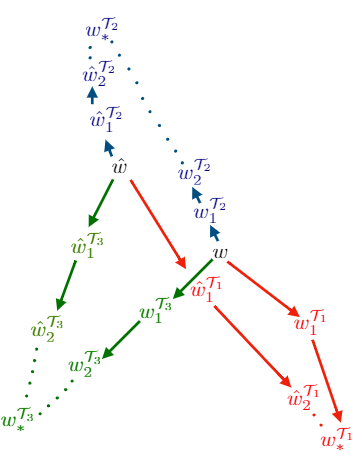 $w_*^{\mathcal{T}_2}$
$\hat{w}_2^{\mathcal{T}_2}$
$\hat{w}_1^{\mathcal{T}_2}$
$\hat{w}$
$w_2^{\mathcal{T}_2}$
$w_1^{\mathcal{T}_2}$
$\hat{w}_1^{\mathcal{T}_3}$
$w$
$\hat{w}_1^{\mathcal{T}_1}$
$w_1^{\mathcal{T}_3}$
$w_1^{\mathcal{T}_1}$
$\hat{w}_2^{\mathcal{T}_3}$
$w_2^{\mathcal{T}_3}$
$\hat{w}_2^{\mathcal{T}_1}$
$w_*^{\mathcal{T}_3}$
$w_*^{\mathcal{T}_1}$